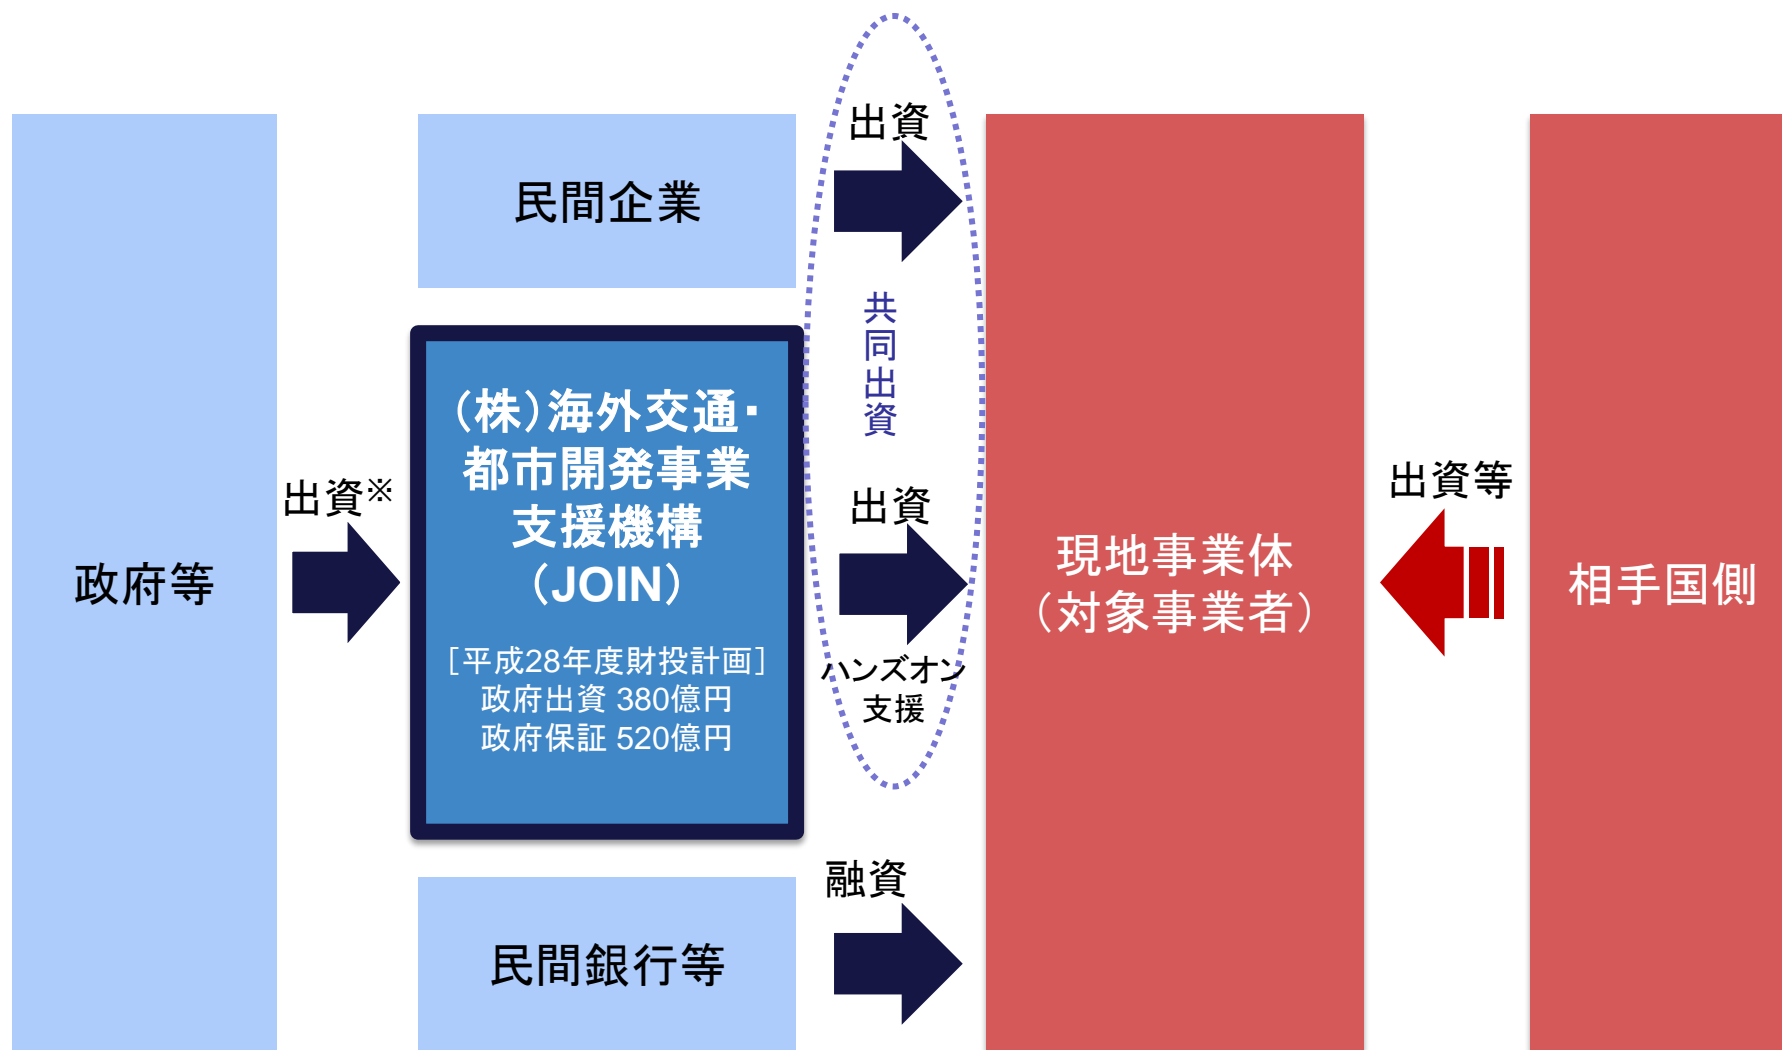 政府等
出資※
民間企業
(株)海外交通・
都市開発事業
支援機構
(JOIN)
[平成28年度財投計画]
政府出資 380億円
政府保証 520億円
民間銀行等
出資
共同出資
出資
ハンズオン
支援
融資
現地事業体
(対象事業者)
出資等
相手国側